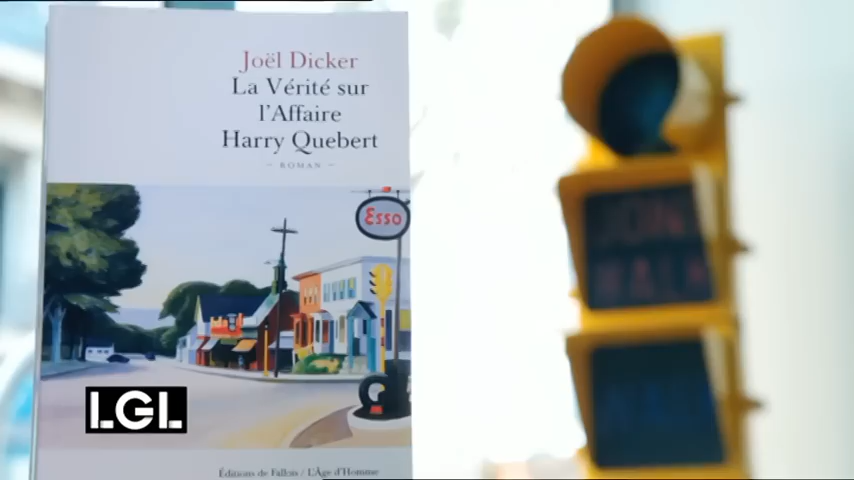 Joël Dicker
La Vérité sur
l'Affaire
Harry Quebert
~ ROMAN ~
Esso
LGL
Éditions de Fallois / L'Âge d'Homme